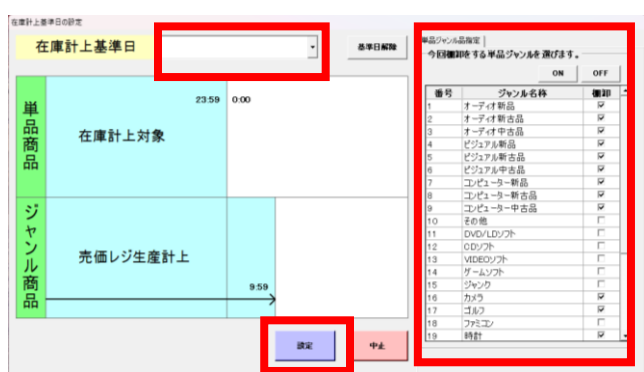 在庫計上基準日の設定
在庫計上基準日
基準日解除
単品商品
23:59
0:00
在庫計上対象
ジャンル商品
売価レジ生産計上
9:59
設定
中止
単品ジャンル品指定
今回棚卸をする単品ジャンルを選びます。
ON
OFF
番号 ジャンル名称 棚卸
1 オーディオ新品
2 オーディオ新古品
3 オーディオ中古品
4 ビジュアル新品
5 ビジュアル新古品
6 ビジュアル中古品
7 コンピューター新品
8 コンピューター新古品
9 コンピューター中古品
10 その他
11 DVD/LDソフト
12 CDソフト
13 VIDEOソフト
14 ゲームソフト
15 ジャンク
16 カメラ
17 ゴルフ
18 ファミコン
19 時計